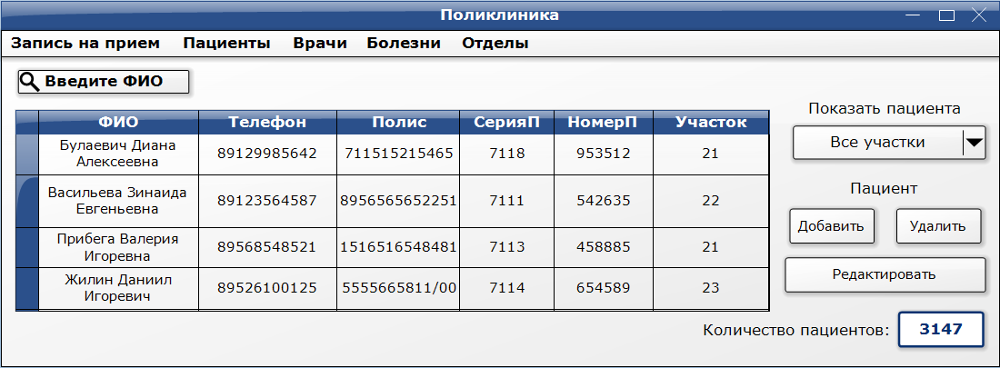 Поликлиника
Запись на прием Пациенты Врачи Болезни Отделы
Введите ФИО
ФИО Телефон Полис СерияП НомерП Участок
Булаевич Диана
Алексеевна
89129985642 711515215465 7118 953512 21
Васильева Зинаида
Евгеньевна
89123564587 8956565652251 7111 542635 22
Прибега Валерия
Игоревна
89568548521 1516516548481 7113 458885 21
Жилин Даниил
Игоревич
89526100125 5555665811/00 7114 654589 23
Показать пациента
Все участки
Пациент
Добавить Удалить
Редактировать
Количество пациентов: 3147